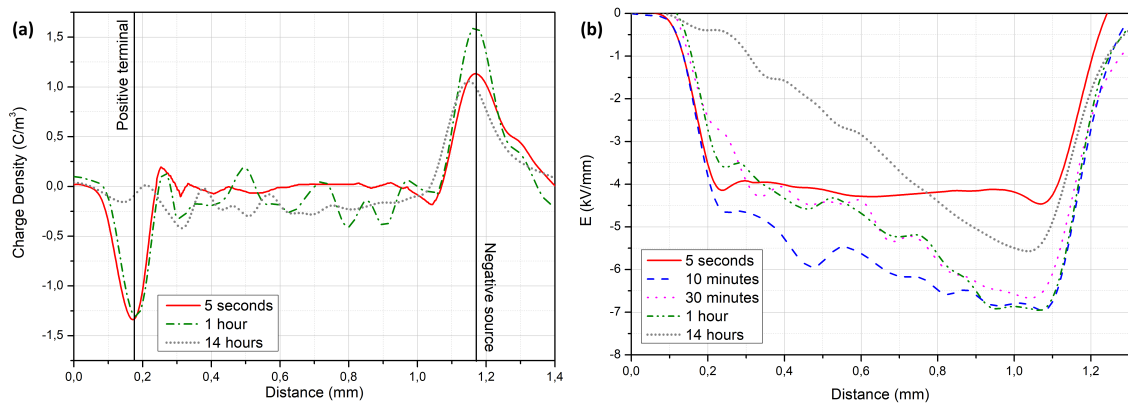 (a)
Charge Density (C/m³)
1,5
1,0
0,5
0,0
-0,5
-1,0
-1,5
Positive terminal
Negative source
5 seconds
1 hour
14 hours
0,0 0,2 0,4 0,6 0,8 1,0 1,2 1,4
Distance (mm)
(b)
E (kV/mm)
0
-1
-2
-3
-4
-5
-6
-7
-8
5 seconds
10 minutes
30 minutes
1 hour
14 hours
0,0 0,2 0,4 0,6 0,8 1,0 1,2
Distance (mm)